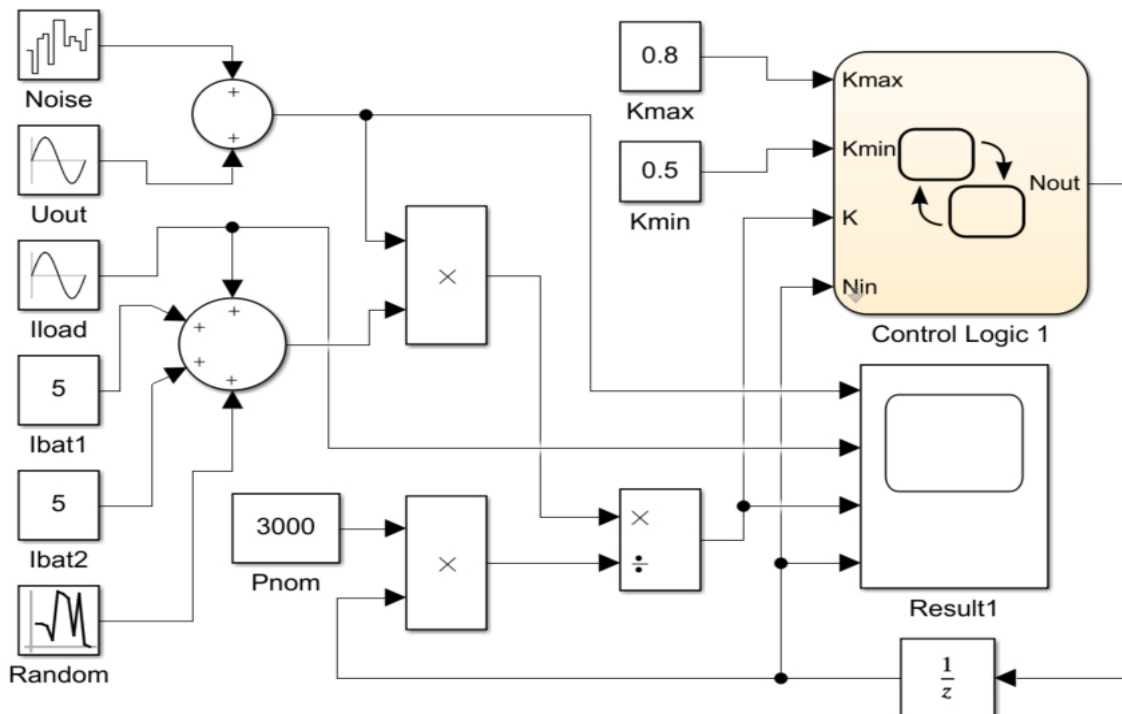 Noise
+
+
Uout
Iload
+
+
+
+
5
Ibat1
5
Ibat2
Random
×
0.8
Kmax
0.5
Kmin
Kmax
Kmin
K
Nin
Nout
Control Logic 1
3000
Pnom
×
×
÷
Result1
1
z